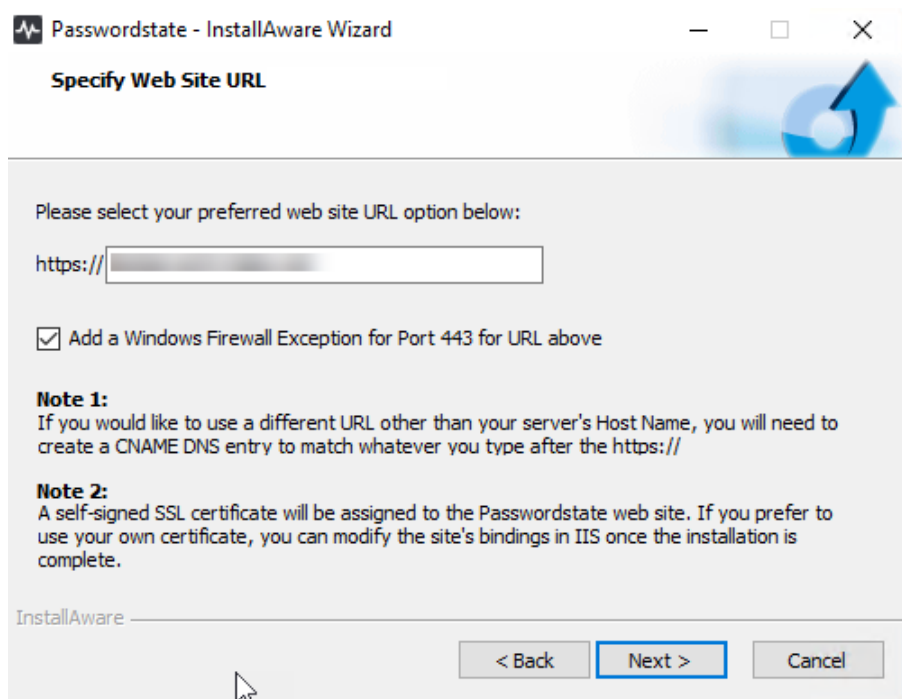 Passwordstate - InstallAware Wizard
Specify Web Site URL
Please select your preferred web site URL option below:
https://
Add a Windows Firewall Exception for Port 443 for URL above
Note 1:
If you would like to use a different URL other than your server's Host Name, you will need to
create a CNAME DNS entry to match whatever you type after the https://
Note 2:
A self-signed SSL certificate will be assigned to the Passwordstate web site. If you prefer to
use your own certificate, you can modify the site's bindings in IIS once the installation is
complete.
InstallAware
< Back Next > Cancel